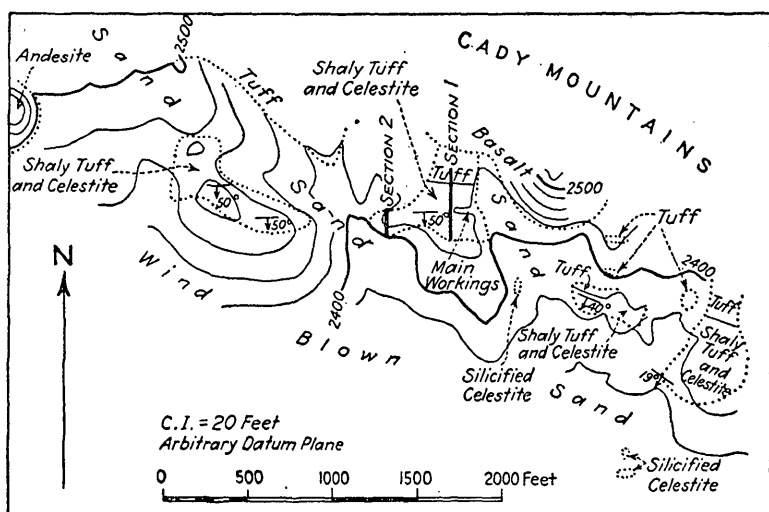 CADY MOUNTAINS
Sand
2500
Andesite
Tuff
Shaly Tuff
and Celestite
SECTION 1
SECTION 2
Tuff
Basalt
2500
D
Shaly Tuff
and Celestite
50°
50°
50°
Sand
Sand
Tuff
2400
Main
Workings
Tuff
40°
Tuff
Shaly
Tuff
and
Celestite
19°
N
Wind
Blown
Sand
2400
Shaly Tuff
and Celestite
Silicified
Celestite
C.I. = 20 Feet
Arbitrary Datum Plane
0 500 1000 1500 2000 Feet
Silicified
Celestite